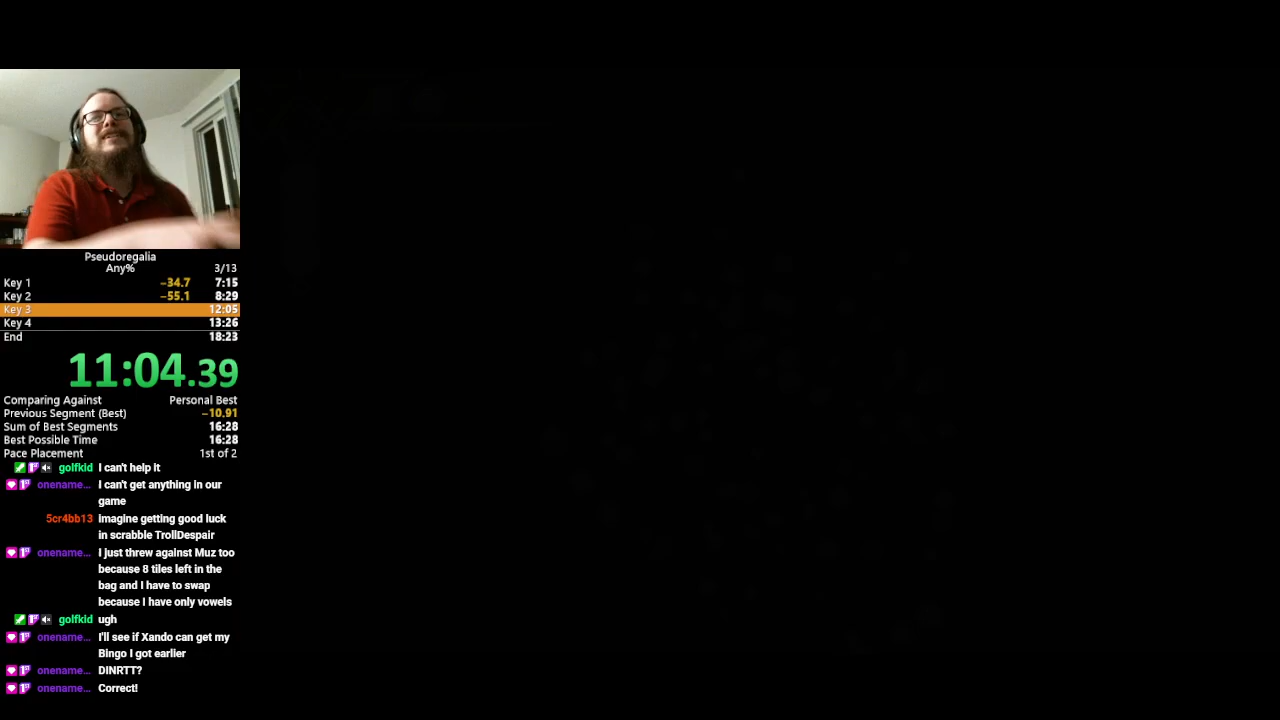 Pseudoregalia
Any% 3/13
Key 1 −34.7 7:15
Key 2 −55.1 8:29
Key 3 12:05
Key 4 13:26
End 18:23
11:04.39
Comparing Against Personal Best
Previous Segment (Best) −10.91
Sum of Best Segments 16:28
Best Possible Time 16:28
Pace Placement 1st of 2
golfkid I can't help it
onename... I can't get anything in our
game
5cr4bb13 imagine getting good luck
in scrabble TrollDespair
onename... I just threw against Muz too
because 8 tiles left in the
bag and I have to swap
because I have only vowels
golfkid ugh
onename... I'll see if Xando can get my
Bingo I got earlier
onename... DINRTT?
onename... Correct!